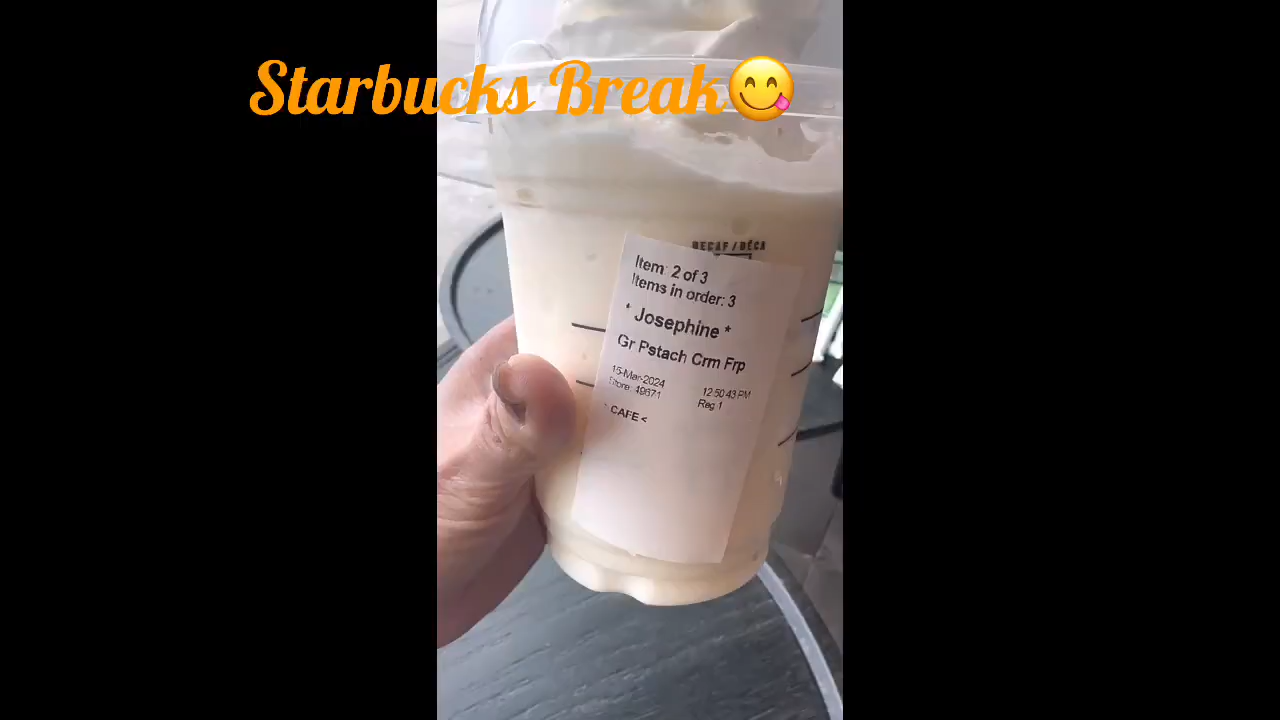 Starbucks Break😋
DECAF / DÉCA
Item: 2 of 3
Items in order: 3
* Josephine *
Gr Pstach Crm Frp
15-Mar-2024 12:50:43 PM
Store: 49671 Reg 1
> CAFE <